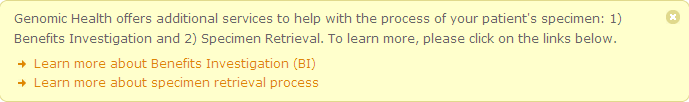 Genomic Health offers additional services to help with the process of your patient's specimen: 1)
Benefits Investigation and 2) Specimen Retrieval. To learn more, please click on the links below.
Learn more about Benefits Investigation (BI)
Learn more about specimen retrieval process